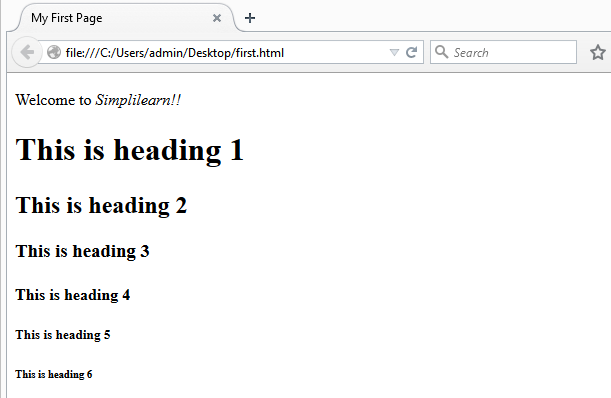 My First Page
file:///C:/Users/admin/Desktop/first.html
Search
Welcome to Simplilearn!!
This is heading 1
This is heading 2
This is heading 3
This is heading 4
This is heading 5
This is heading 6